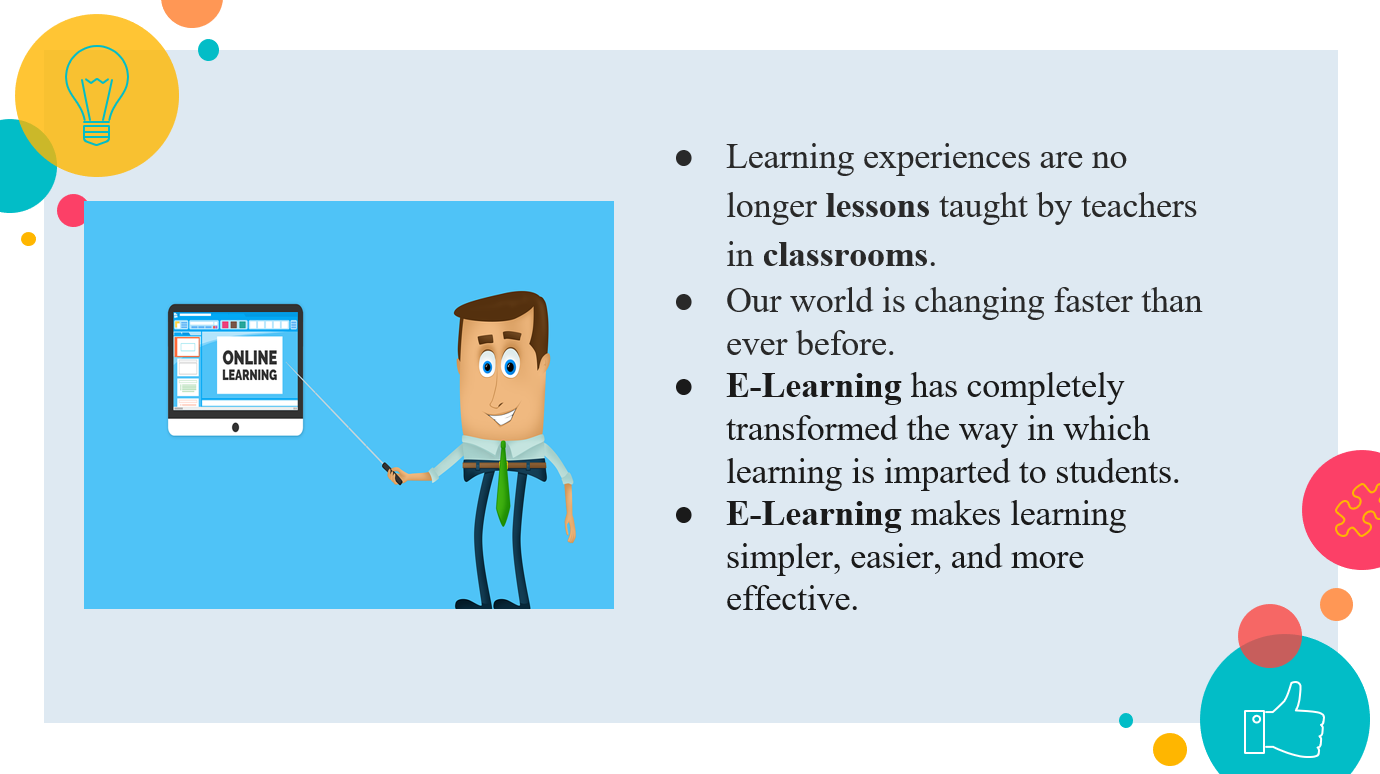 ONLINE
LEARNING
● Learning experiences are no
longer lessons taught by teachers
in classrooms.
● Our world is changing faster than
ever before.
● E-Learning has completely
transformed the way in which
learning is imparted to students.
● E-Learning makes learning
simpler, easier, and more
effective.